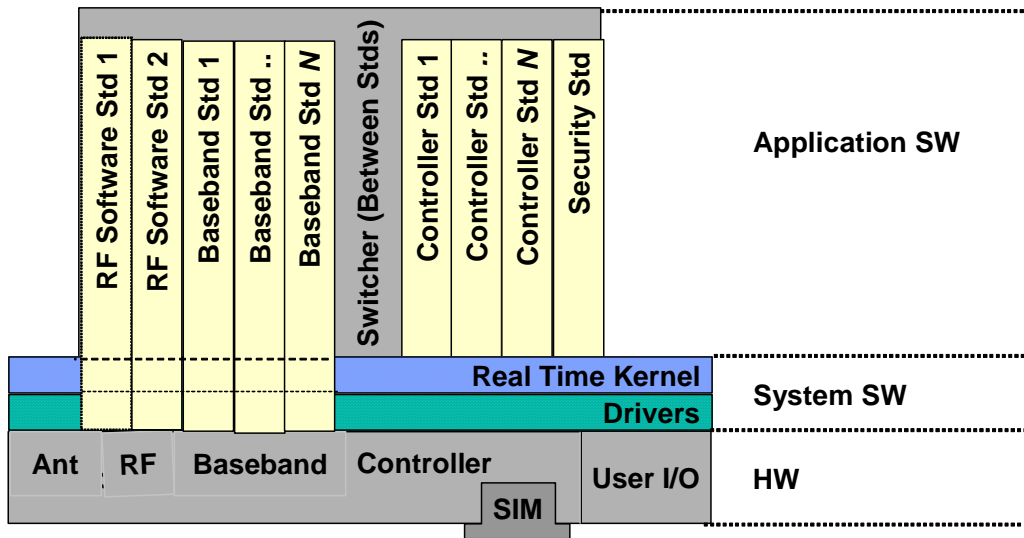 RF Software Std 1
RF Software Std 2
Baseband Std 1
Baseband Std ..
Baseband Std N
Switcher (Between Stds)
Controller Std 1
Controller Std ..
Controller Std N
Security Std
Application SW
Real Time Kernel
Drivers
System SW
Ant
RF
Baseband
Controller
User I/O
SIM
HW